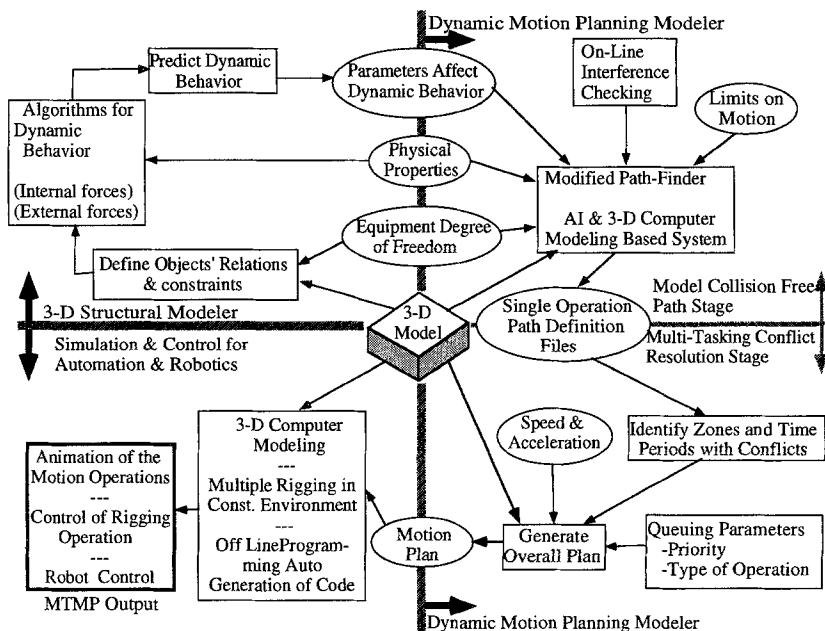 Dynamic Motion Planning Modeler
Predict Dynamic
Behavior
Parameters Affect
Dynamic Behavior
On-Line
Interference
Checking
Limits on
Motion
Algorithms for
Dynamic
Behavior
(Internal forces)
(External forces)
Physical
Properties
Modified Path-Finder
AI & 3-D Computer
Modeling Based System
Equipment Degree
of Freedom
Define Objects' Relations
& constraints
3-D Structural Modeler
Simulation & Control for
Automation & Robotics
3-D
Model
Single Operation
Path Definition
Files
Model Collision Free
Path Stage
Multi-Tasking Conflict
Resolution Stage
3-D Computer
Modeling
---
Multiple Rigging in
Const. Environment
---
Off LineProgram-
ming Auto
Generation of Code
Speed &
Acceleration
Identify Zones and Time
Periods with Conflicts
Animation of the
Motion Operations
---
Control of Rigging
Operation
---
Robot Control
MTMP Output
Motion
Plan
Generate
Overall Plan
Queuing Parameters
-Priority
-Type of Operation
Dynamic Motion Planning Modeler